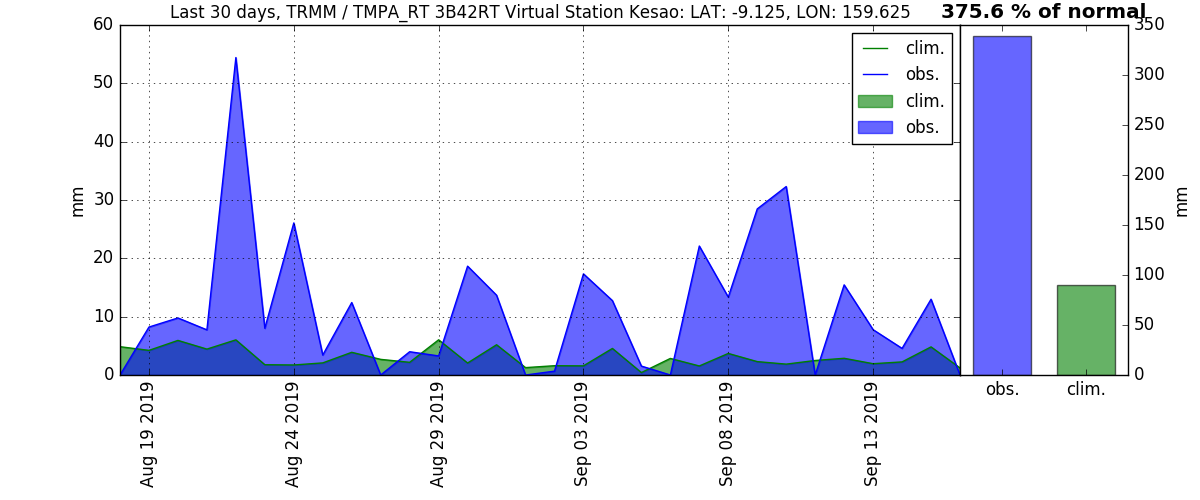 Last 30 days, TRMM / TMPA_RT 3B42RT Virtual Station Kesao: LAT: -9.125, LON: 159.625
375.6 % of normal
60
50
40
30
20
10
0
mm
clim.
obs.
clim.
obs.
Aug 19 2019
Aug 24 2019
Aug 29 2019
Sep 03 2019
Sep 08 2019
Sep 13 2019
350
300
250
200
150
100
50
0
mm
obs.
clim.